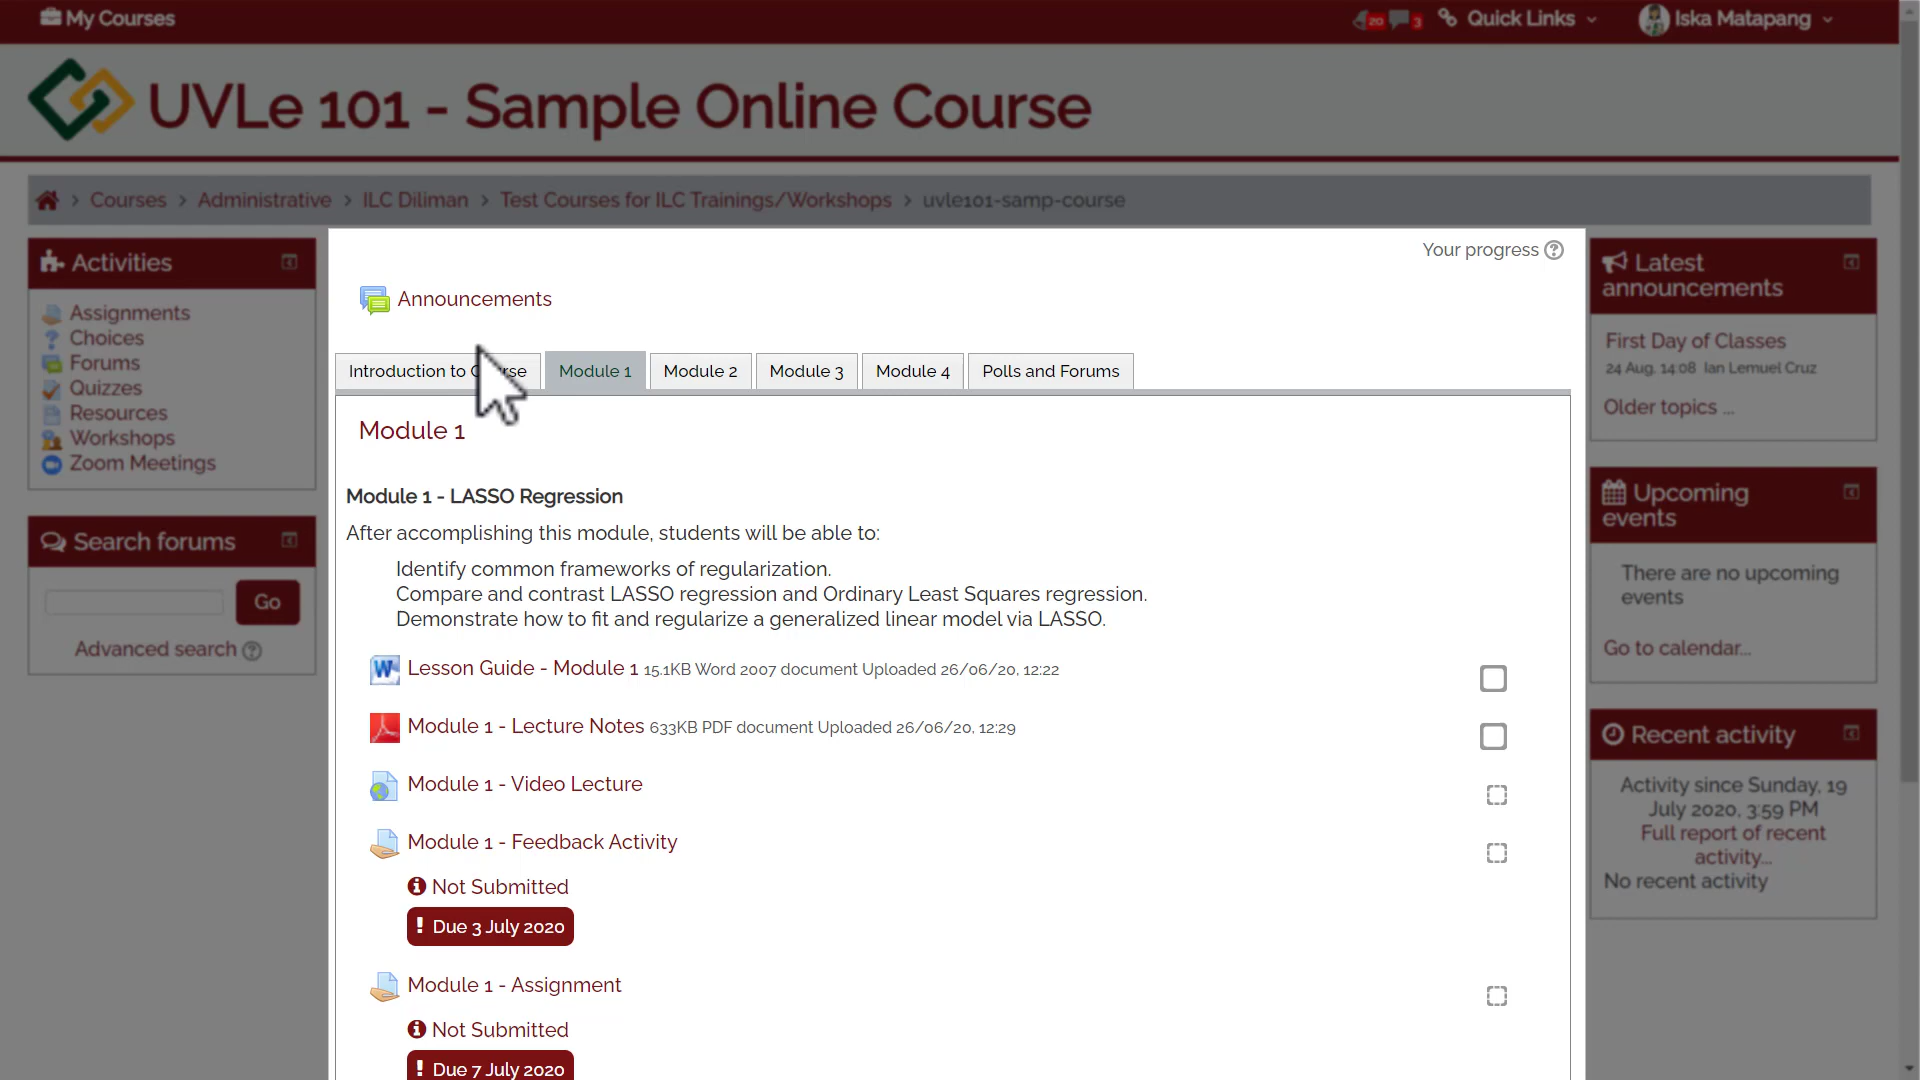 My Courses
20
3
Quick Links
Iska Matapang
UVLe 101 - Sample Online Course
Courses > Administrative > ILC Diliman > Test Courses for ILC Trainings/Workshops > uvle101-samp-course
Activities
Assignments
Choices
Forums
Quizzes
Resources
Workshops
Zoom Meetings
Search forums
Go
Advanced search
Your progress
Announcements
Introduction to Course
Module 1
Module 2
Module 3
Module 4
Polls and Forums
Module 1
Module 1 - LASSO Regression
After accomplishing this module, students will be able to:
Identify common frameworks of regularization.
Compare and contrast LASSO regression and Ordinary Least Squares regression.
Demonstrate how to fit and regularize a generalized linear model via LASSO.
Lesson Guide - Module 1 15.1KB Word 2007 document Uploaded 26/06/20, 12:22
Module 1 - Lecture Notes 633KB PDF document Uploaded 26/06/20, 12:29
Module 1 - Video Lecture
Module 1 - Feedback Activity
Not Submitted
! Due 3 July 2020
Module 1 - Assignment
Not Submitted
! Due 7 July 2020
Latest
announcements
First Day of Classes
24 Aug, 14:08 Ian Lemuel Cruz
Older topics ...
Upcoming
events
There are no upcoming
events
Go to calendar...
Recent activity
Activity since Sunday, 19
July 2020, 3:59 PM
Full report of recent
activity...
No recent activity